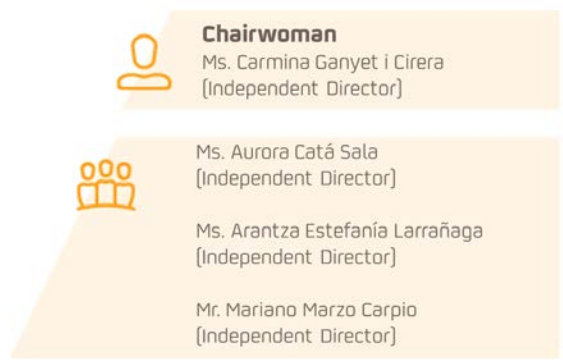 Chairwoman
Ms. Carmina Ganyet i Cirera
(Independent Director)
Ms. Aurora Catá Sala
(Independent Director)
Ms. Arantza Estefanía Larrañaga
(Independent Director)
Mr. Mariano Marzo Carpio
(Independent Director)